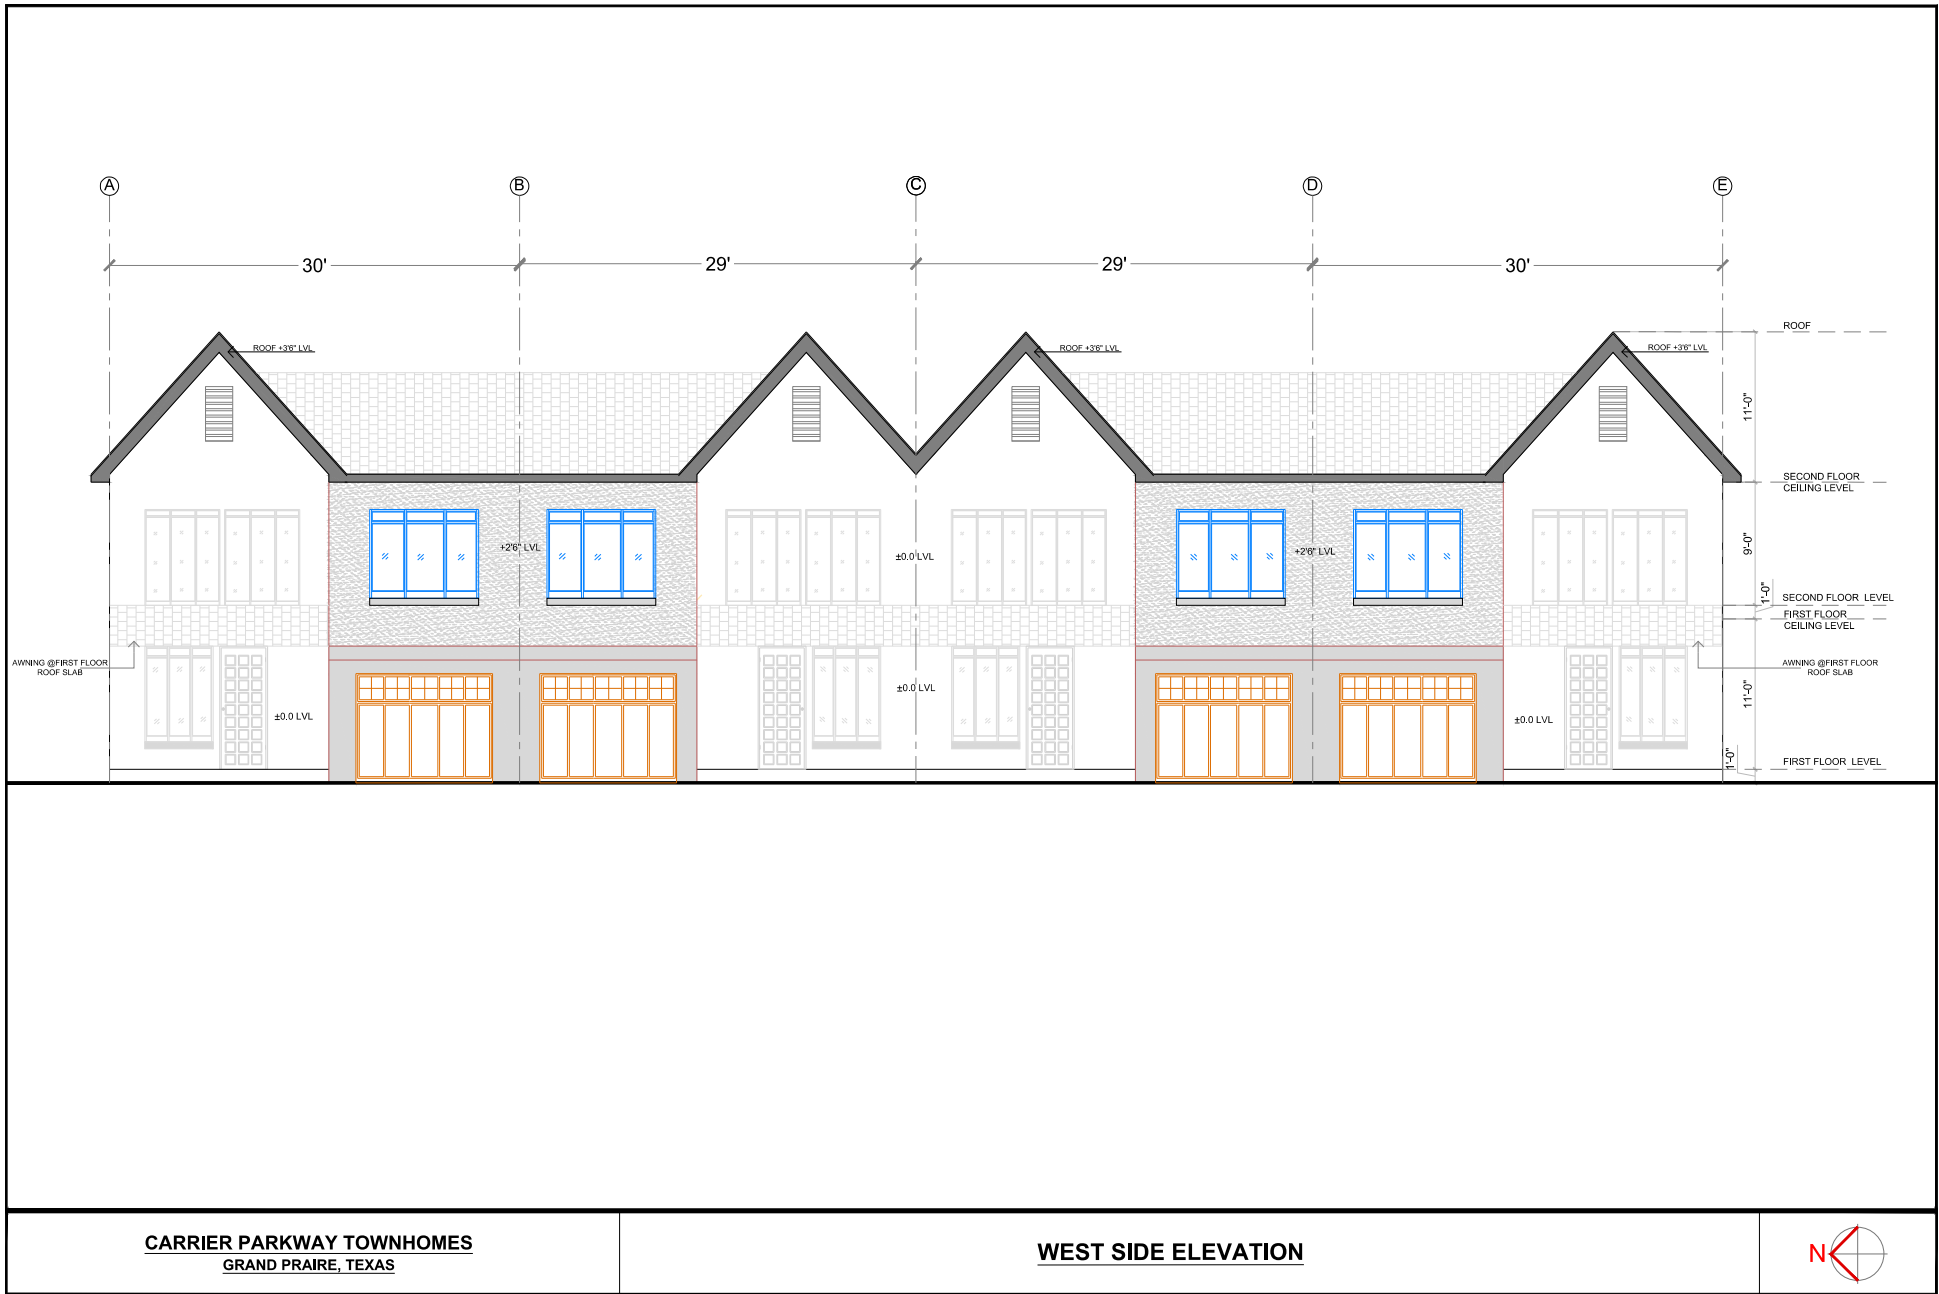 A
B
C
D
E
30'
29'
29'
30'
ROOF
ROOF +3'6" LVL
ROOF +3'6" LVL
ROOF +3'6" LVL
11'-0"
SECOND FLOOR
CEILING LEVEL
+2'6" LVL
±0.0 LVL
+2'6" LVL
9'-0"
1'-0"
SECOND FLOOR LEVEL
FIRST FLOOR
CEILING LEVEL
AWNING @FIRST FLOOR
ROOF SLAB
AWNING @FIRST FLOOR
ROOF SLAB
±0.0 LVL
±0.0 LVL
±0.0 LVL
11'-0"
1'-0"
FIRST FLOOR LEVEL
CARRIER PARKWAY TOWNHOMES
GRAND PRAIRE, TEXAS
WEST SIDE ELEVATION
N